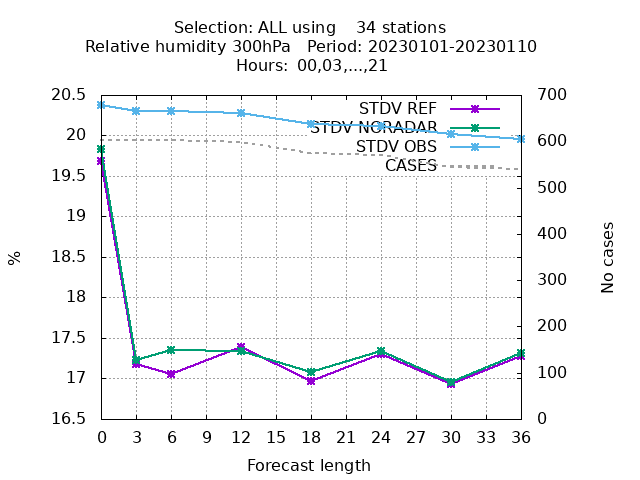 Selection: ALL using    34 stations
Relative humidity 300hPa   Period: 20230101-20230110
Hours:  00,03,...,21
20.5
20
19.5
19
18.5
18
17.5
17
16.5
%
STDV REF
STDV NORADAR
STDV OBS
CASES
700
600
500
400
300
200
100
0
No cases
0 3 6 9 12 15 18 21 24 27 30 33 36
Forecast length